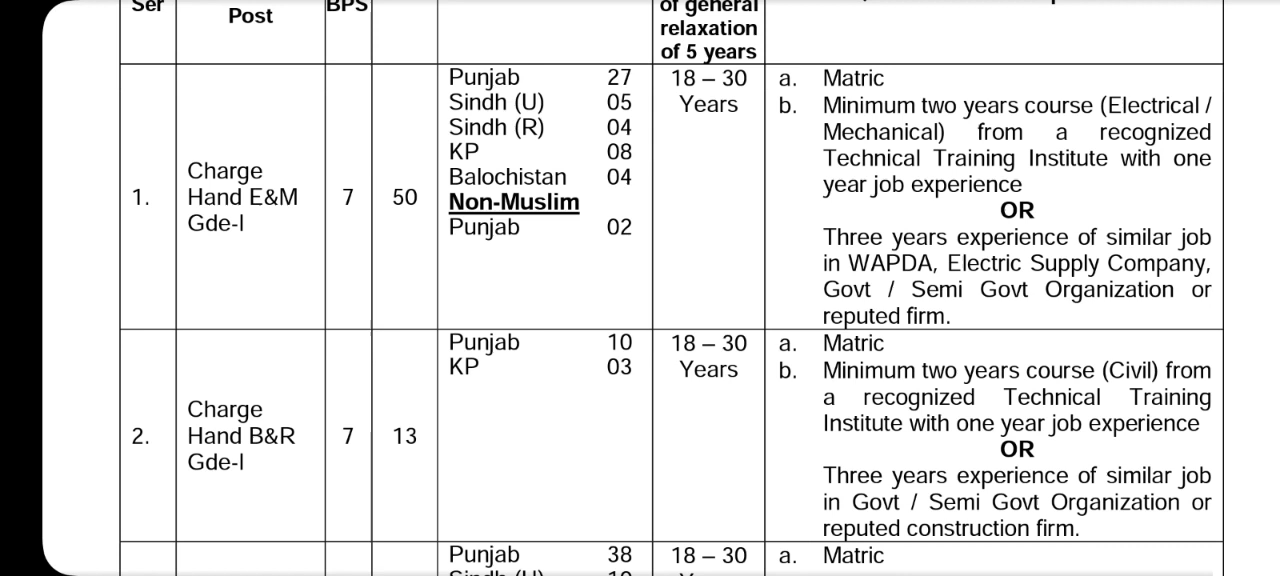 Ser
Post
BPS
of general
relaxation
of 5 years
1.
Charge
Hand E&M
Gde-I
7
50
Punjab 27
Sindh (U) 05
Sindh (R) 04
KP 08
Balochistan 04
Non-Muslim
Punjab 02
18 – 30
Years
a. Matric
b. Minimum two years course (Electrical /
Mechanical) from a recognized
Technical Training Institute with one
year job experience
OR
Three years experience of similar job
in WAPDA, Electric Supply Company,
Govt / Semi Govt Organization or
reputed firm.
2.
Charge
Hand B&R
Gde-I
7
13
Punjab 10
KP 03
18 – 30
Years
a. Matric
b. Minimum two years course (Civil) from
a recognized Technical Training
Institute with one year job experience
OR
Three years experience of similar job
in Govt / Semi Govt Organization or
reputed construction firm.
Punjab 38
18 – 30
a. Matric